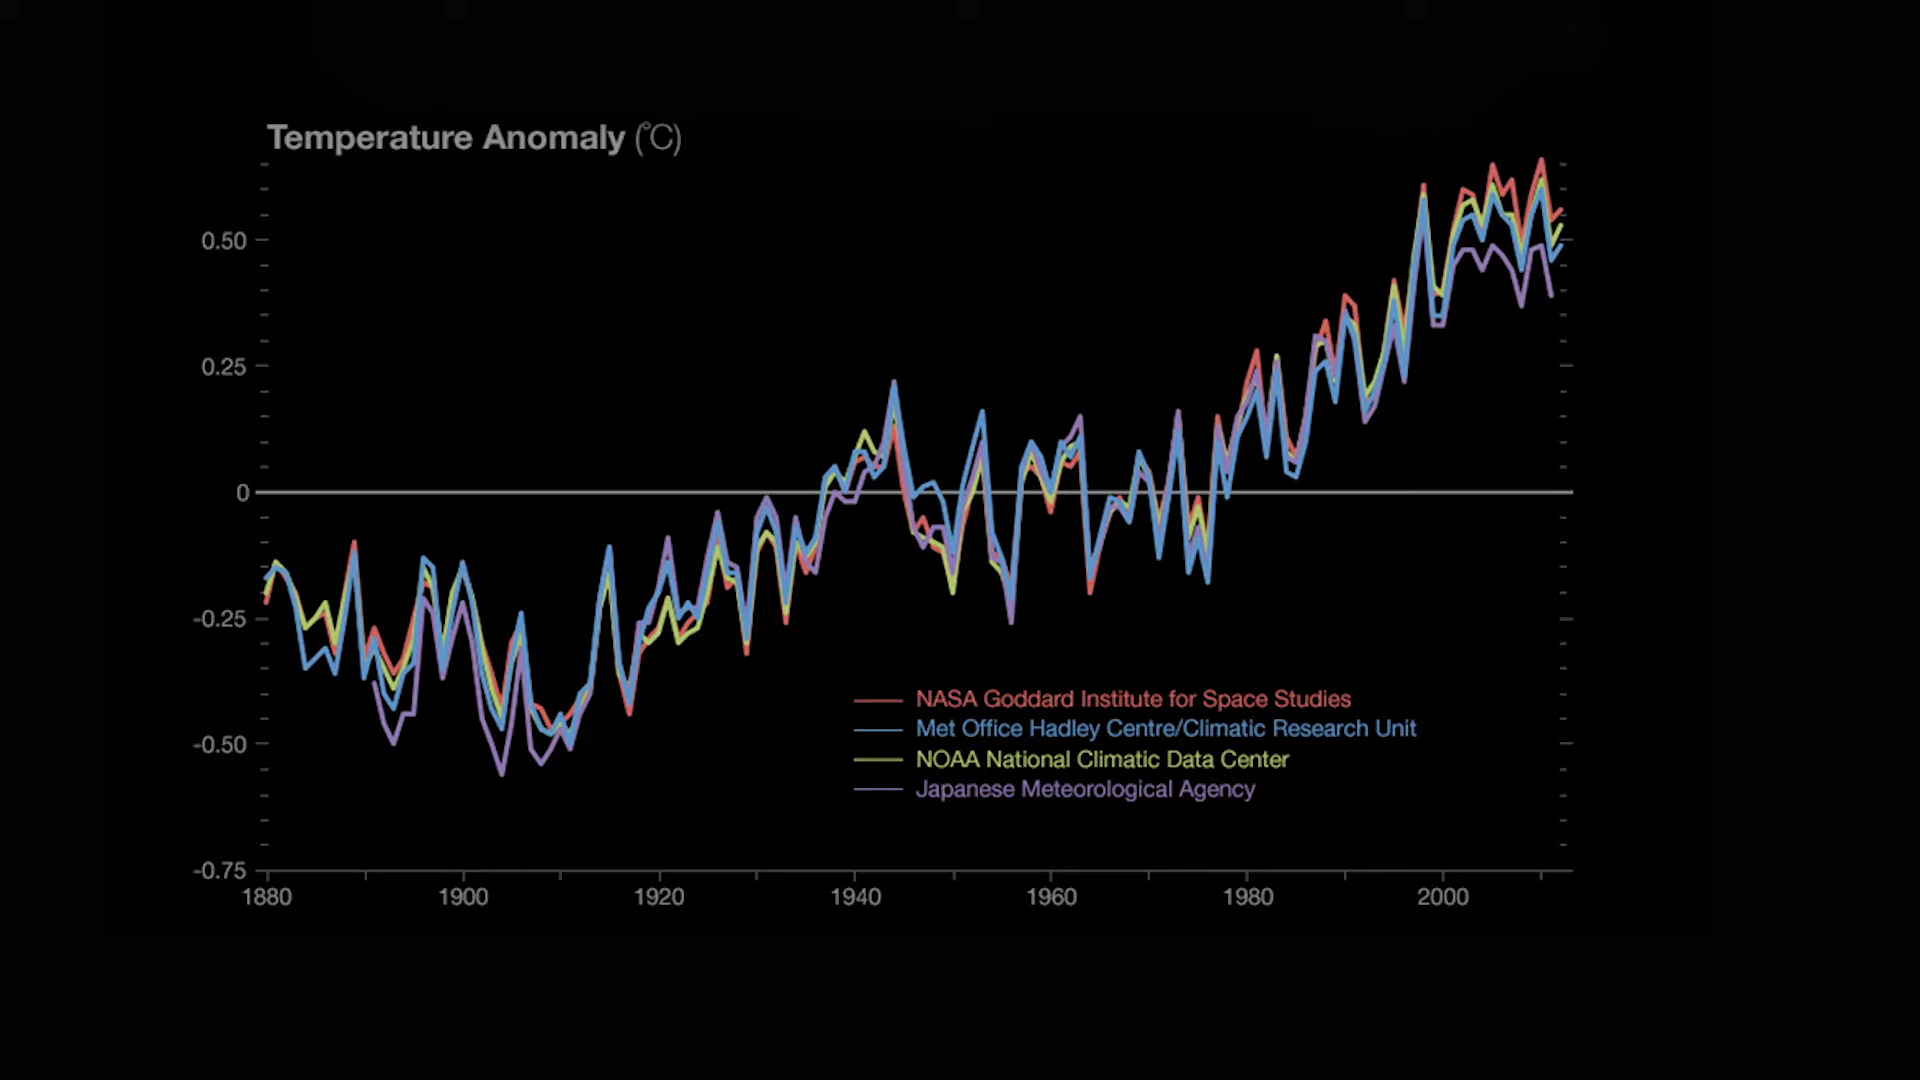 Temperature Anomaly (°C)
0.50
0.25
0
-0.25
-0.50
-0.75
NASA Goddard Institute for Space Studies
Met Office Hadley Centre/Climatic Research Unit
NOAA National Climatic Data Center
Japanese Meteorological Agency
1880 1900 1920 1940 1960 1980 2000